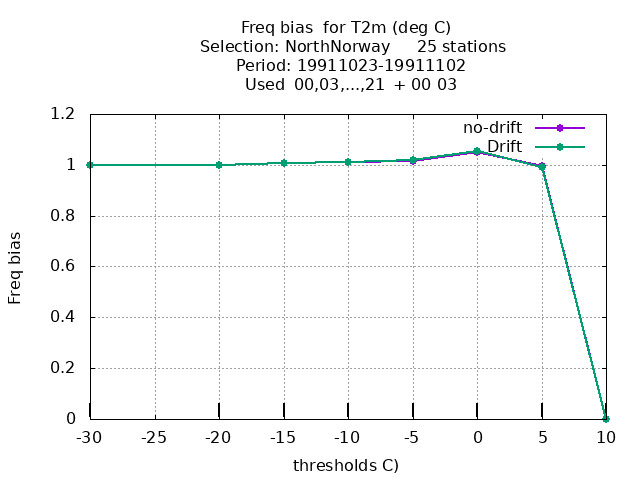 Freq bias  for T2m (deg C)
Selection: NorthNorway     25 stations
Period: 19911023-19911102
Used  00,03,...,21  + 00 03
no-drift
Drift
1.2
1
0.8
0.6
0.4
0.2
0
Freq bias
-30 -25 -20 -15 -10 -5 0 5 10
thresholds C)